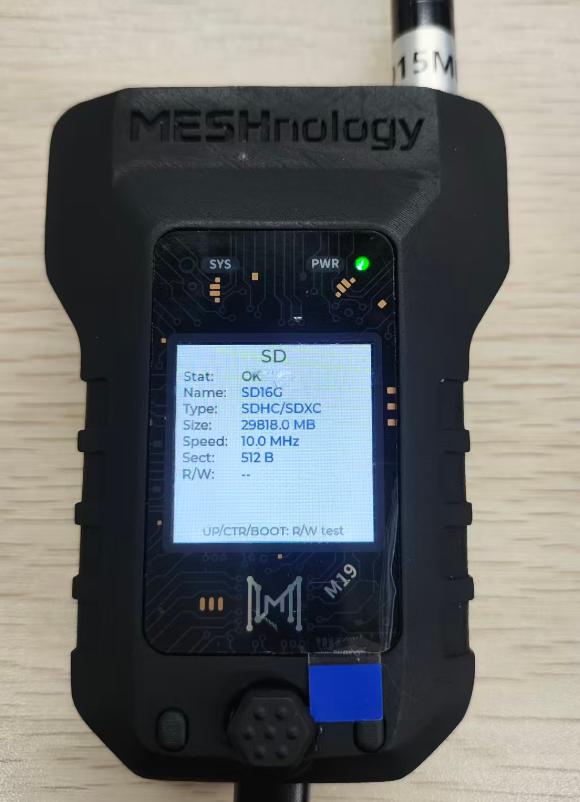 15M
MESHnology
SYS
PWR
SD
Stat: OK
Name: SD16G
Type: SDHC/SDXC
Size: 29818.0 MB
Speed: 10.0 MHz
Sect: 512 B
R/W: --
UP/CTR/BOOT: R/W test
M19